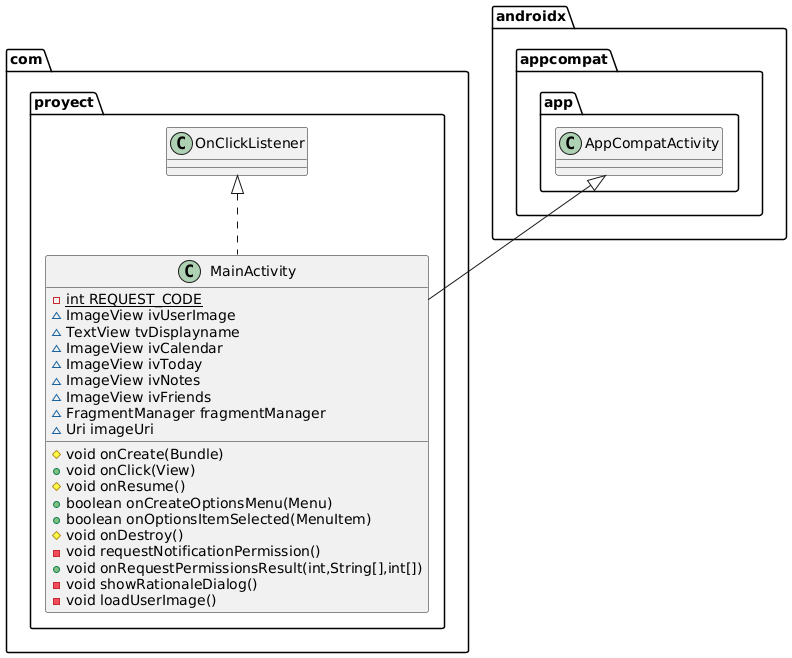 androidx
com
appcompat
proyect
app
C OnClickListener
C AppCompatActivity
C MainActivity
int REQUEST_CODE
ImageView ivUserImage
TextView tvDisplayname
ImageView ivCalendar
ImageView ivToday
ImageView ivNotes
ImageView ivFriends
FragmentManager fragmentManager
Uri imageUri
void onCreate(Bundle)
void onClick(View)
void onResume()
boolean onCreateOptionsMenu(Menu)
boolean onOptionsItemSelected(MenuItem)
void onDestroy()
void requestNotificationPermission()
void onRequestPermissionsResult(int,String[],int[])
void showRationaleDialog()
void loadUserImage()